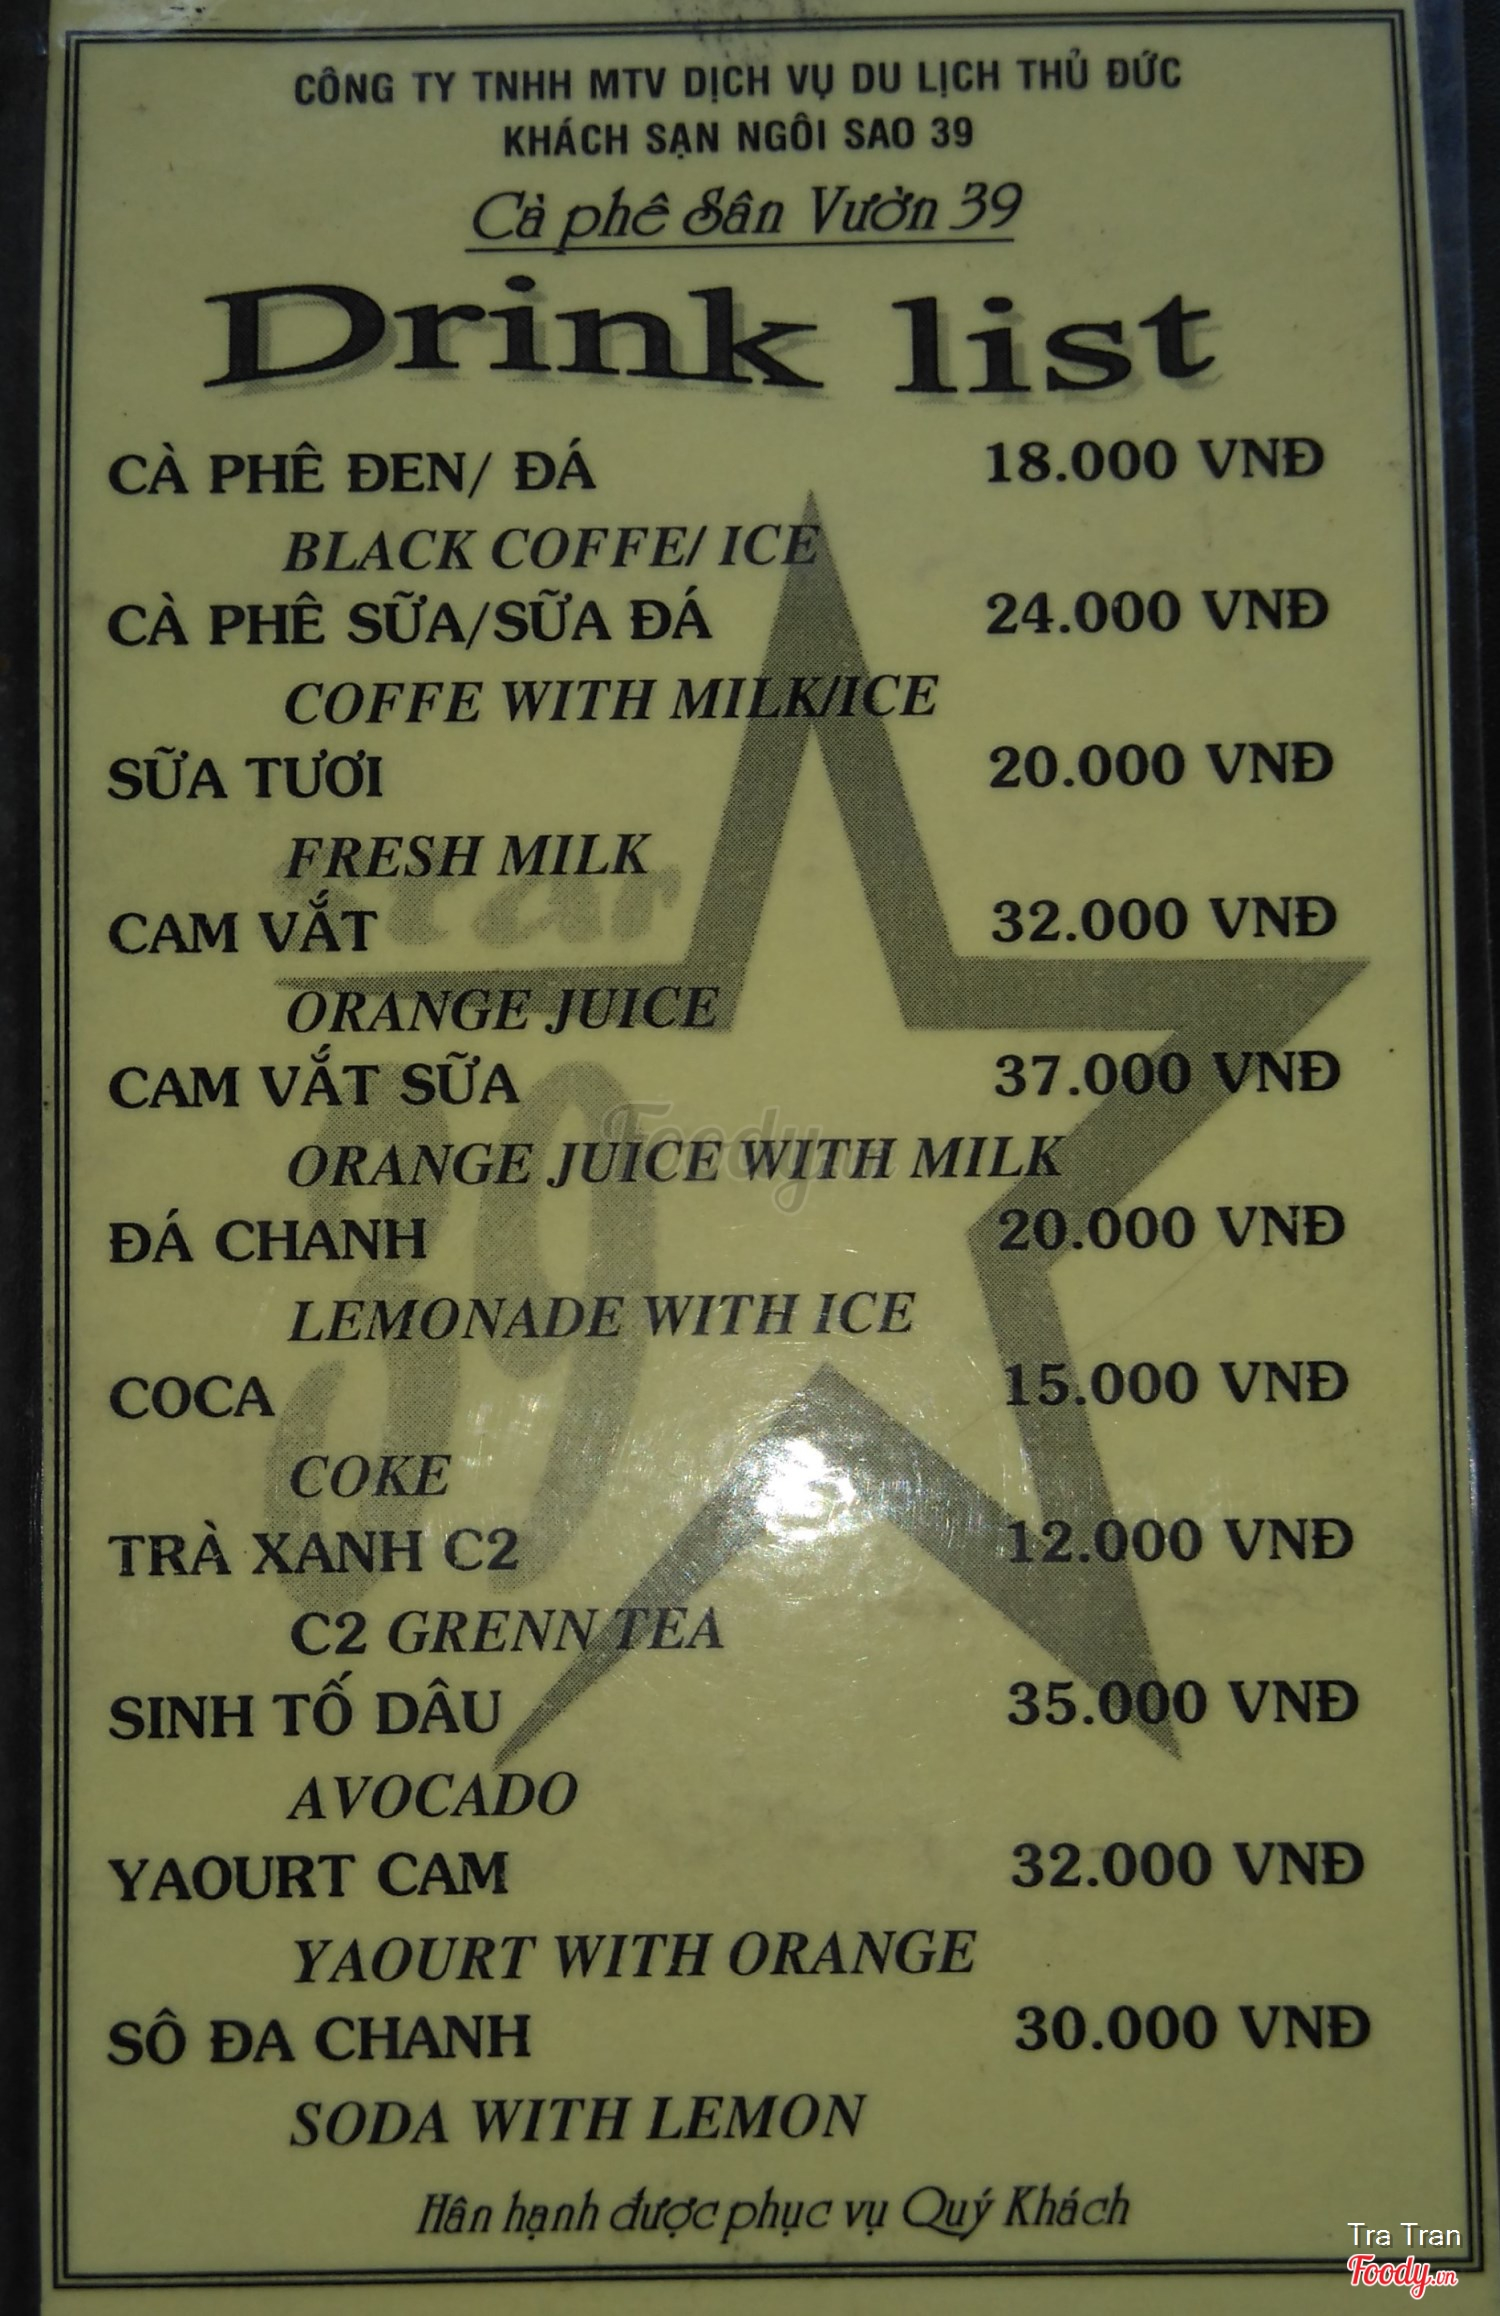 CÔNG TY TNHH MTV DỊCH VỤ DU LỊCH THỦ ĐỨC
KHÁCH SẠN NGÔI SAO 39
Cà phê Sân Vườn 39
Drink list
CÀ PHÊ ĐEN/ ĐÁ 18.000 VNĐ
BLACK COFFE/ ICE
CÀ PHÊ SỮA/SỮA ĐÁ 24.000 VNĐ
COFFE WITH MILK/ICE
SỮA TƯƠI 20.000 VNĐ
FRESH MILK
star
CAM VẮT 32.000 VNĐ
ORANGE JUICE
CAM VẮT SỮA 37.000 VNĐ
39
Foody.vn
ORANGE JUICE WITH MILK
ĐÁ CHANH 20.000 VNĐ
LEMONADE WITH ICE
COCA 15.000 VNĐ
COKE
TRÀ XANH C2 12.000 VNĐ
C2 GRENN TEA
SINH TỐ DÂU 35.000 VNĐ
AVOCADO
YAOURT CAM 32.000 VNĐ
YAOURT WITH ORANGE
SÔ ĐA CHANH 30.000 VNĐ
SODA WITH LEMON
Hân hạnh được phục vụ Quý Khách
Tra Tran
Foody.vn